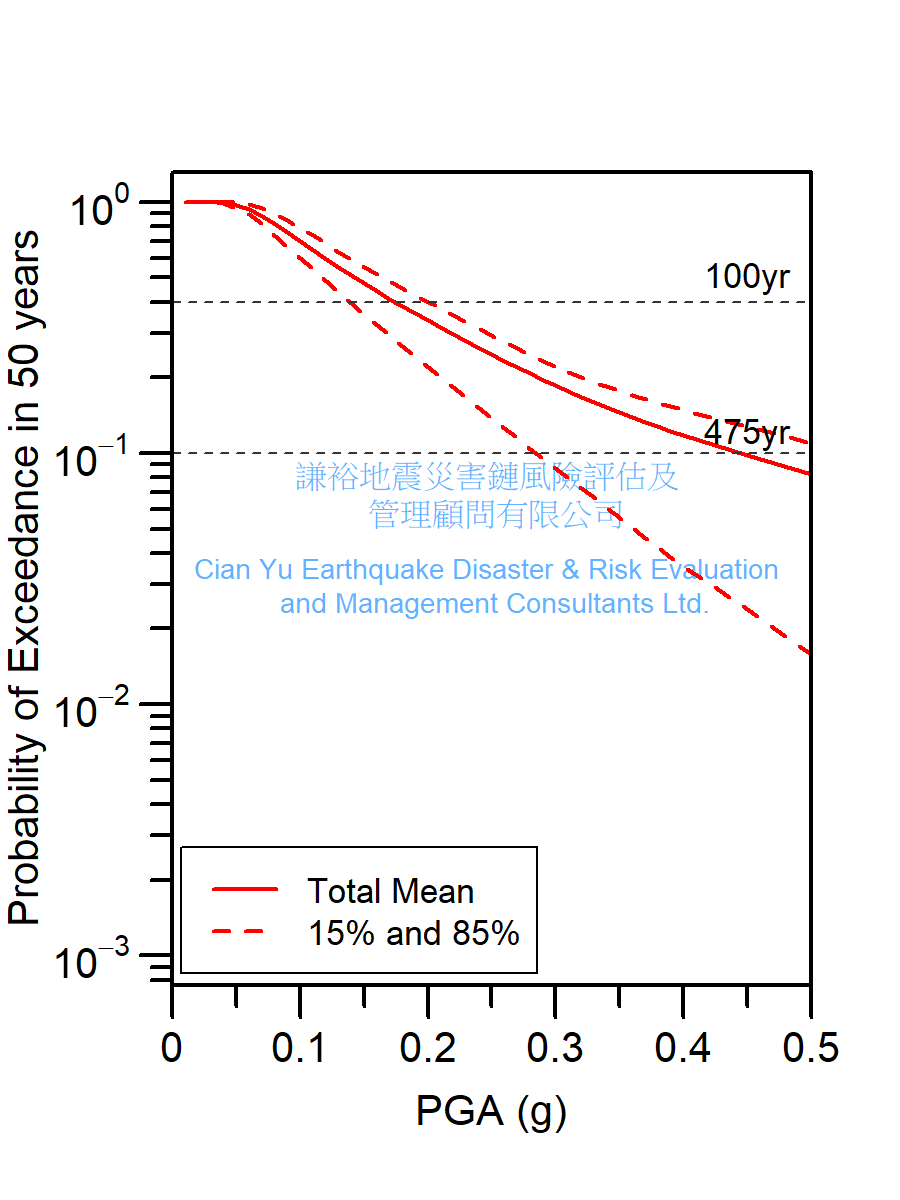 10⁰
100yr
475yr
10⁻¹
謙裕地震災害鏈風險評估及
管理顧問有限公司
Cian Yu Earthquake Disaster & Risk Evaluation
and Management Consultants Ltd.
10⁻²
10⁻³
Probability of Exceedance in 50 years
Total Mean
15% and 85%
0 0.1 0.2 0.3 0.4 0.5
PGA (g)